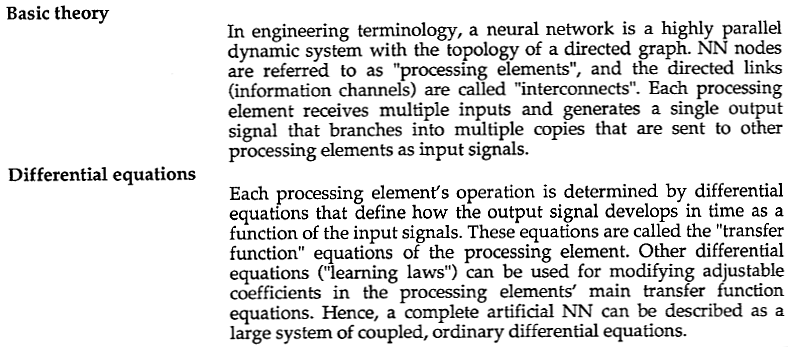 Basic theory
In engineering terminology, a neural network is a highly parallel
dynamic system with the topology of a directed graph. NN nodes
are referred to as "processing elements", and the directed links
(information channels) are called "interconnects". Each processing
element receives multiple inputs and generates a single output
signal that branches into multiple copies that are sent to other
processing elements as input signals.
Differential equations
Each processing element's operation is determined by differential
equations that define how the output signal develops in time as a
function of the input signals. These equations are called the "transfer
function" equations of the processing element. Other differential
equations ("learning laws") can be used for modifying adjustable
coefficients in the processing elements' main transfer function
equations. Hence, a complete artificial NN can be described as a
large system of coupled, ordinary differential equations.